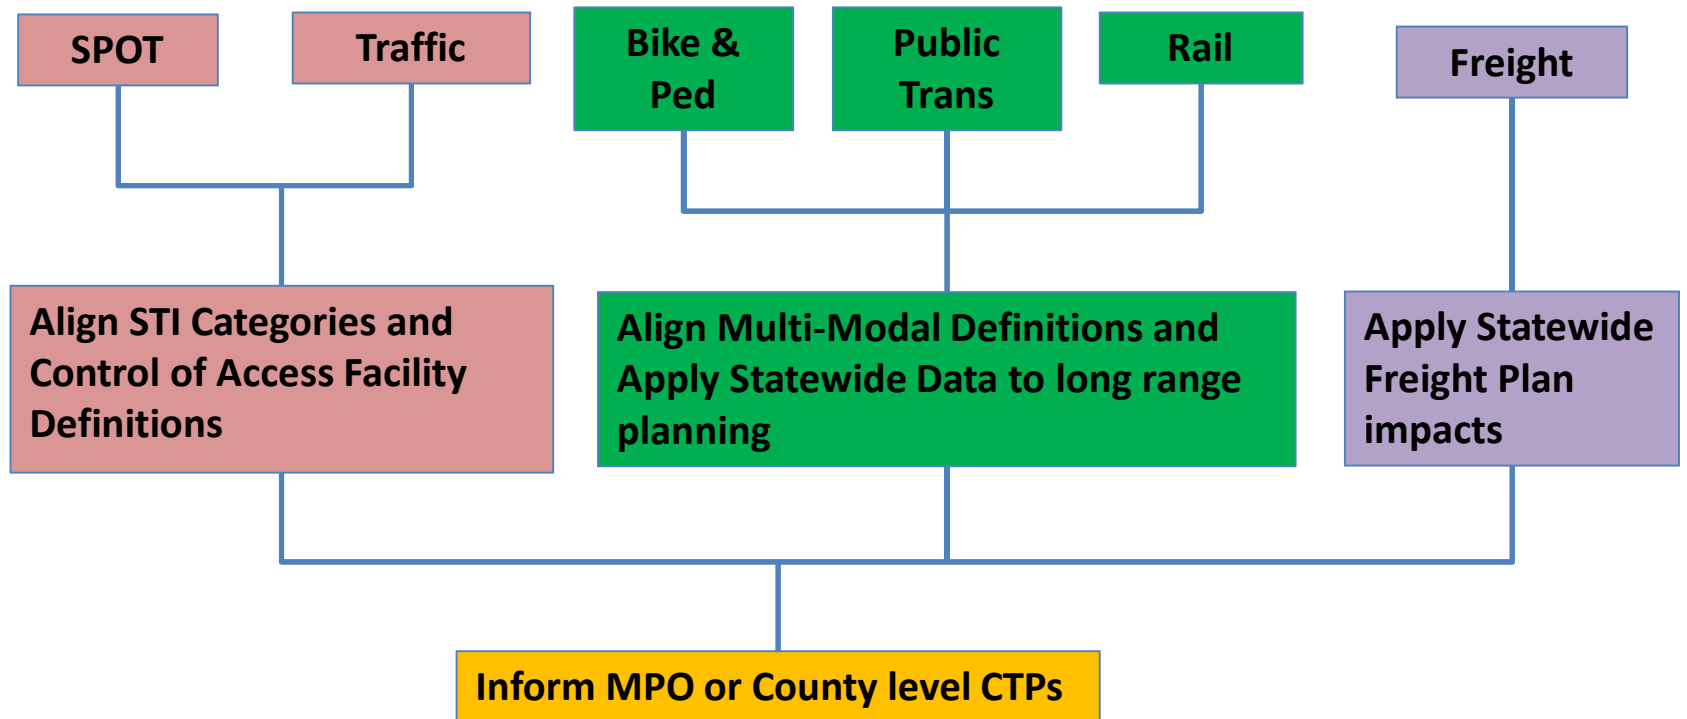 SPOT
Traffic
Bike &
Ped
Public
Trans
Rail
Freight
Align STI Categories and
Control of Access Facility
Definitions
Align Multi-Modal Definitions and
Apply Statewide Data to long range
planning
Apply Statewide
Freight Plan
impacts
Inform MPO or County level CTPs